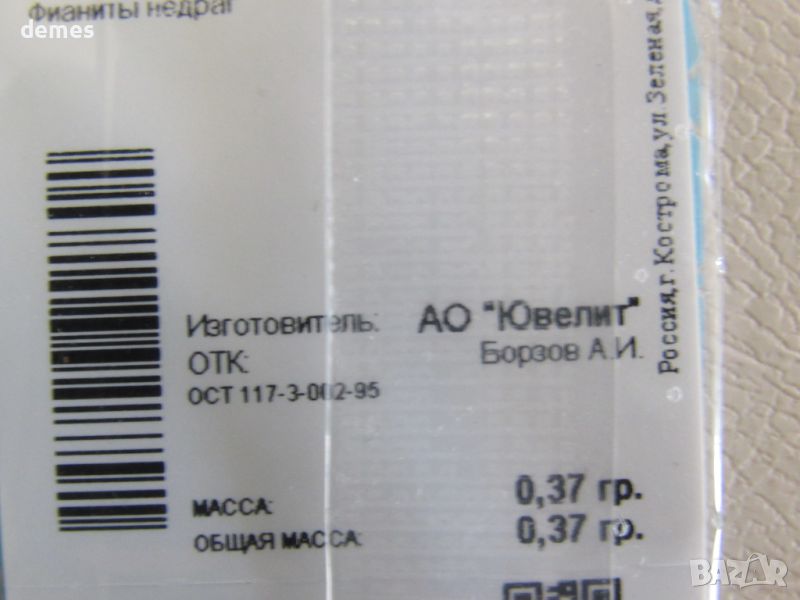 Фианиты недраг
demes
Изготовитель: АО "Ювелит"
ОТК: Борзов А.И.
ОСТ 117-3-002-95
МАССА: 0,37 гр.
ОБЩАЯ МАССА: 0,37 гр.
Россия, г. Кострома, ул. Зеленая
BAZAR